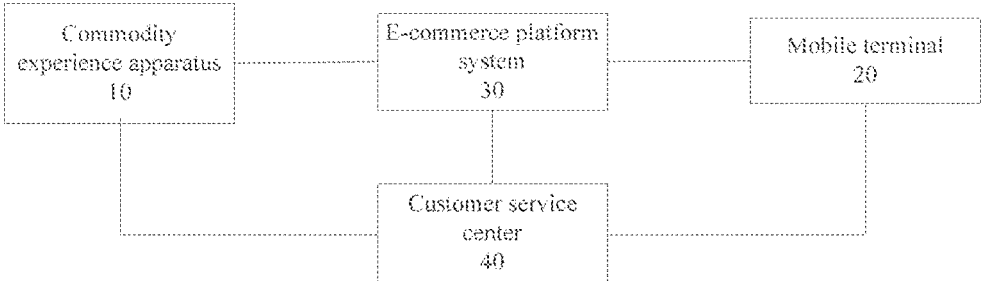 Commodity
experience apparatus
10
E-commerce platform
system
30
Mobile terminal
20
Customer service
center
40